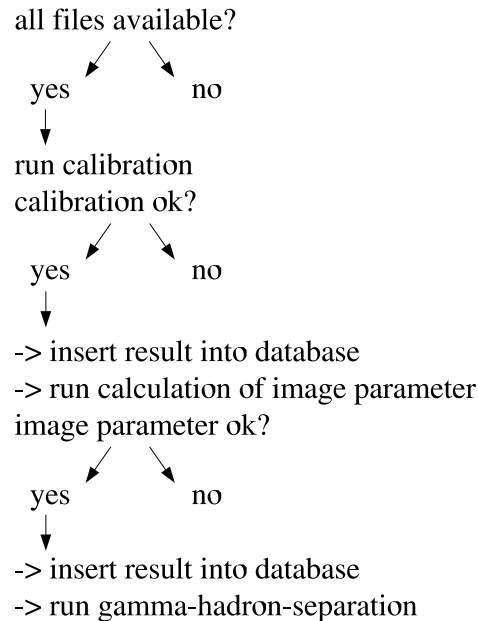 all files available?
yes no
run calibration
calibration ok?
yes no
-> insert result into database
-> run calculation of image parameter
image parameter ok?
yes no
-> insert result into database
-> run gamma-hadron-separation